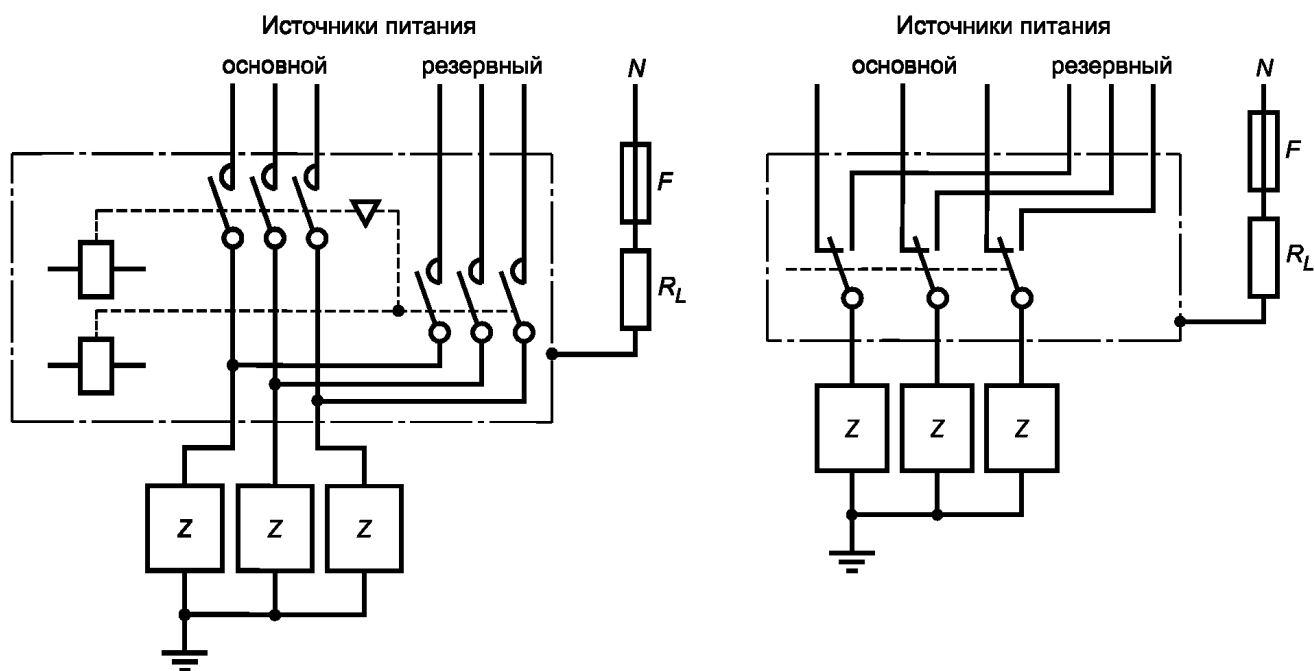 Источники питания
основной резервный N
F
R_L
Z Z Z
Источники питания
основной резервный N
F
R_L
Z Z Z